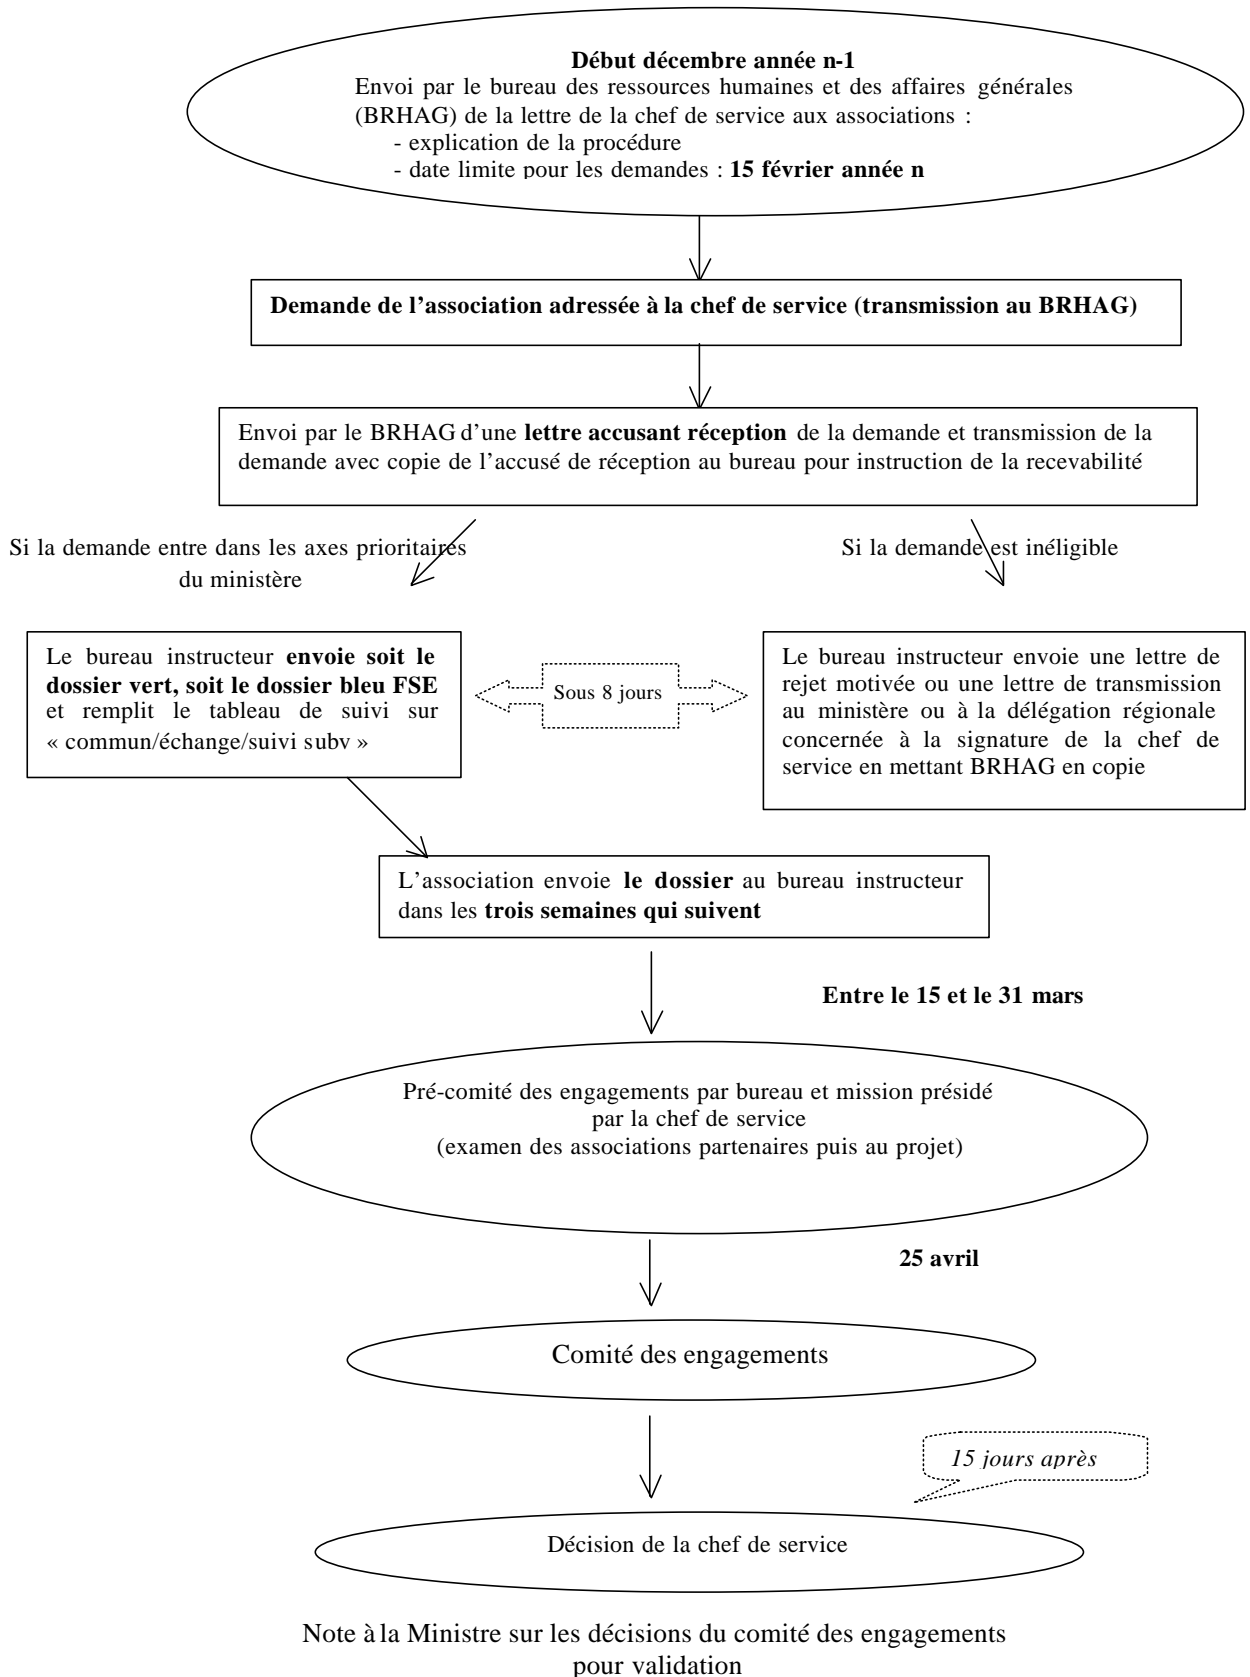 Début décembre année n-1
Envoi par le bureau des ressources humaines et des affaires générales
(BRHAG) de la lettre de la chef de service aux associations :
- explication de la procédure
- date limite pour les demandes : 15 février année n
Demande de l’association adressée à la chef de service (transmission au BRHAG)
Envoi par le BRHAG d’une lettre accusant réception de la demande et transmission de la
demande avec copie de l’accusé de réception au bureau pour instruction de la recevabilité
Si la demande entre dans les axes prioritaires
du ministère
Si la demande est inéligible
Le bureau instructeur envoie soit le
dossier vert, soit le dossier bleu FSE
et remplit le tableau de suivi sur
« commun/échange/suivi subv »
Sous 8 jours
Le bureau instructeur envoie une lettre de
rejet motivée ou une lettre de transmission
au ministère ou à la délégation régionale
concernée à la signature de la chef de
service en mettant BRHAG en copie
L’association envoie le dossier au bureau instructeur
dans les trois semaines qui suivent
Entre le 15 et le 31 mars
Pré-comité des engagements par bureau et mission présidé
par la chef de service
(examen des associations partenaires puis au projet)
25 avril
Comité des engagements
15 jours après
Décision de la chef de service
Note à la Ministre sur les décisions du comité des engagements
pour validation